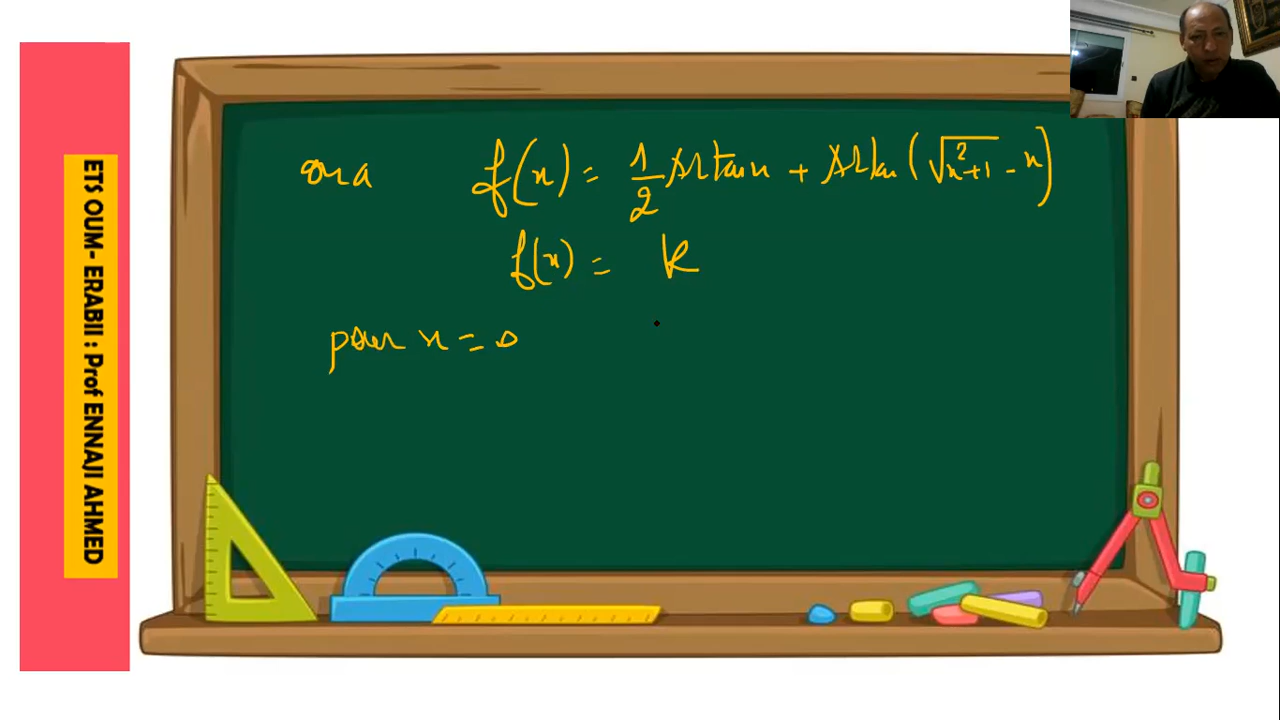 ETS OUM- ERABII : Prof ENNAJI AHMED
on a f(x) = 1/2 Arctan x + Arctan (√x²+1 - x)
f(x) = k
pour x = 0